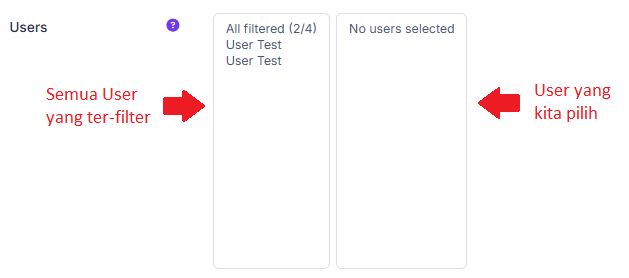 Users
?
All filtered (2/4)
User Test
User Test
No users selected
Semua User
yang ter-filter
User yang
kita pilih